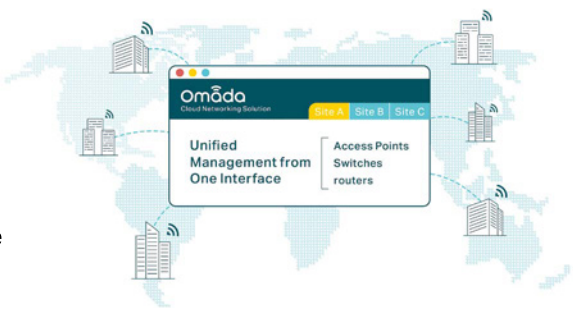 Omada
Cloud Networking Solution
Site A Site B Site C
Unified
Management from
One Interface
Access Points
Switches
routers
e